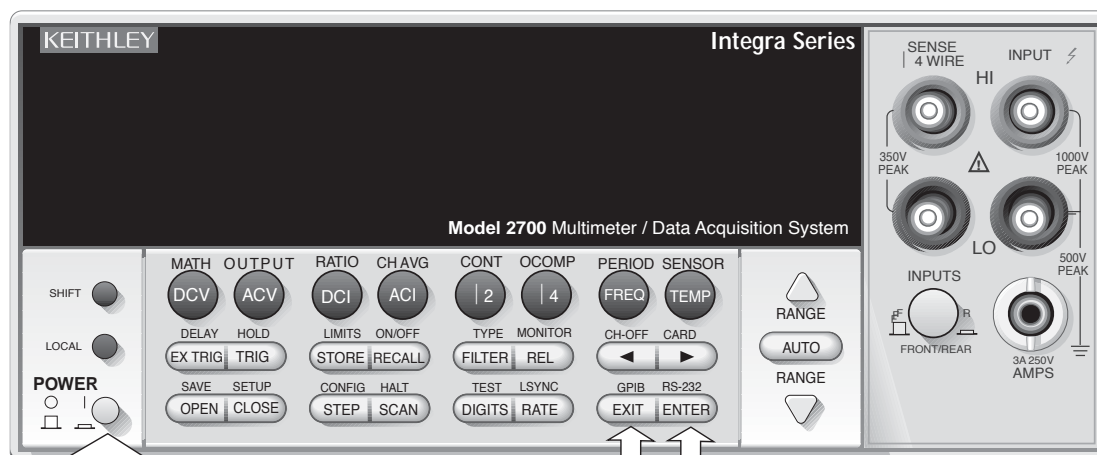 KEITHLEY
Integra Series
Model 2700 Multimeter / Data Acquisition System
SENSE
4 WIRE
INPUT
HI
350V
PEAK
1000V
PEAK
LO
500V
PEAK
INPUTS
F
R
FRONT/REAR
3A 250V
AMPS
SHIFT
LOCAL
POWER
MATH OUTPUT RATIO CH AVG CONT OCOMP PERIOD SENSOR
DCV ACV DCI ACI 2 4 FREQ TEMP
DELAY HOLD LIMITS ON/OFF TYPE MONITOR CH-OFF CARD
EX TRIG TRIG STORE RECALL FILTER REL
SAVE SETUP CONFIG HALT TEST LSYNC GPIB RS-232
OPEN CLOSE STEP SCAN DIGITS RATE EXIT ENTER
RANGE
AUTO
RANGE